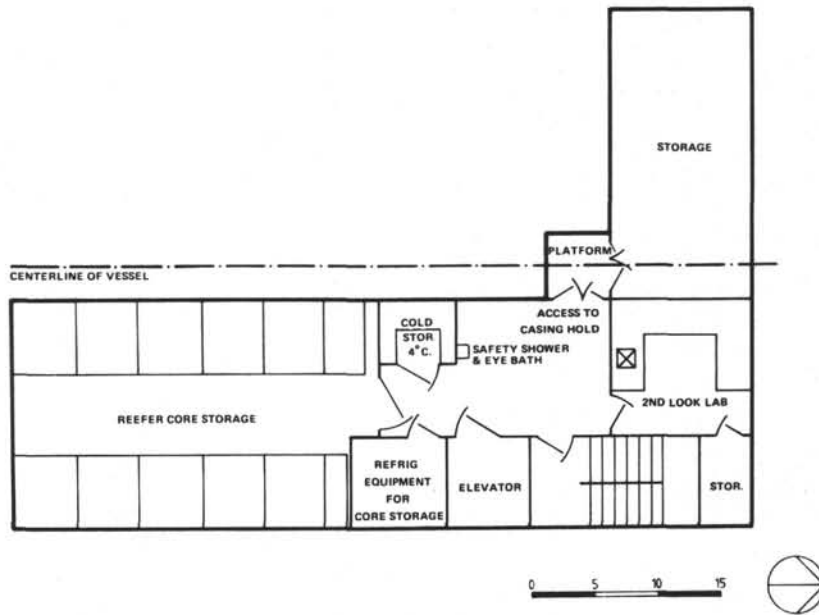 STORAGE
PLATFORM
CENTERLINE OF VESSEL
ACCESS TO
CASING HOLD
COLD
STOR
4°C.
SAFETY SHOWER
& EYE BATH
2ND LOOK LAB
REEFER CORE STORAGE
REFRIG
EQUIPMENT
FOR
CORE STORAGE
ELEVATOR
STOR.
0 5 10 15